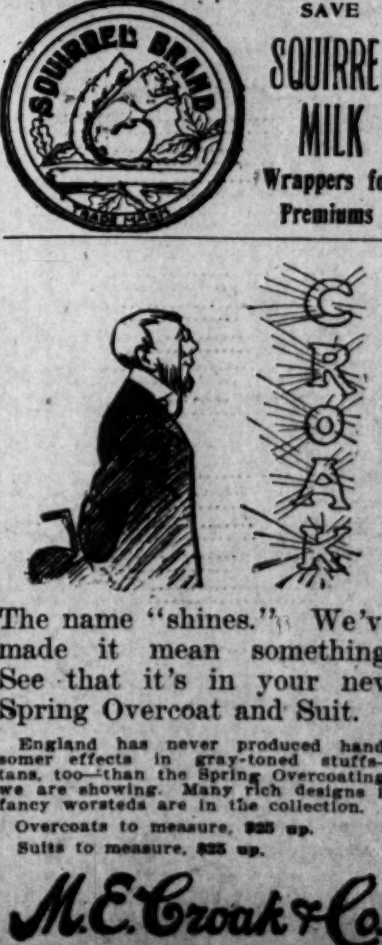 SQUIRREL BRAND
TRADE MARK
SAVE
SQUIRRE
MILK
Wrappers fo
Premiums
CROAK
The name "shines." We'v
made it mean something
See that it's in your new
Spring Overcoat and Suit.
England has never produced hand
somer effects in gray-toned stuffs—
tans, too—than the Spring Overcoating
we are showing. Many rich designs i
fancy worsteds are in the collection.
Overcoats to measure, $25 up.
Suits to measure, $25 up.
M. E. Croak & Co.